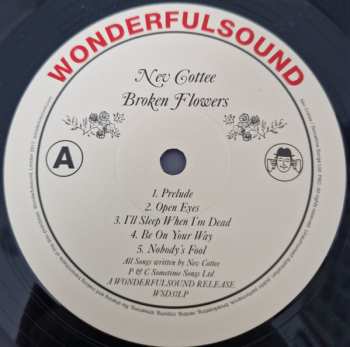 WONDERFULSOUND
Nev Cottee
Broken Flowers
A
1. Prelude
2. Open Eyes
3. I'll Sleep When I'm Dead
4. Be On Your Way
5. Nobody's Fool
All Songs written by Nev Cottee
P & C Sometime Songs Ltd
A WONDERFULSOUND RELEASE
WSD37LP